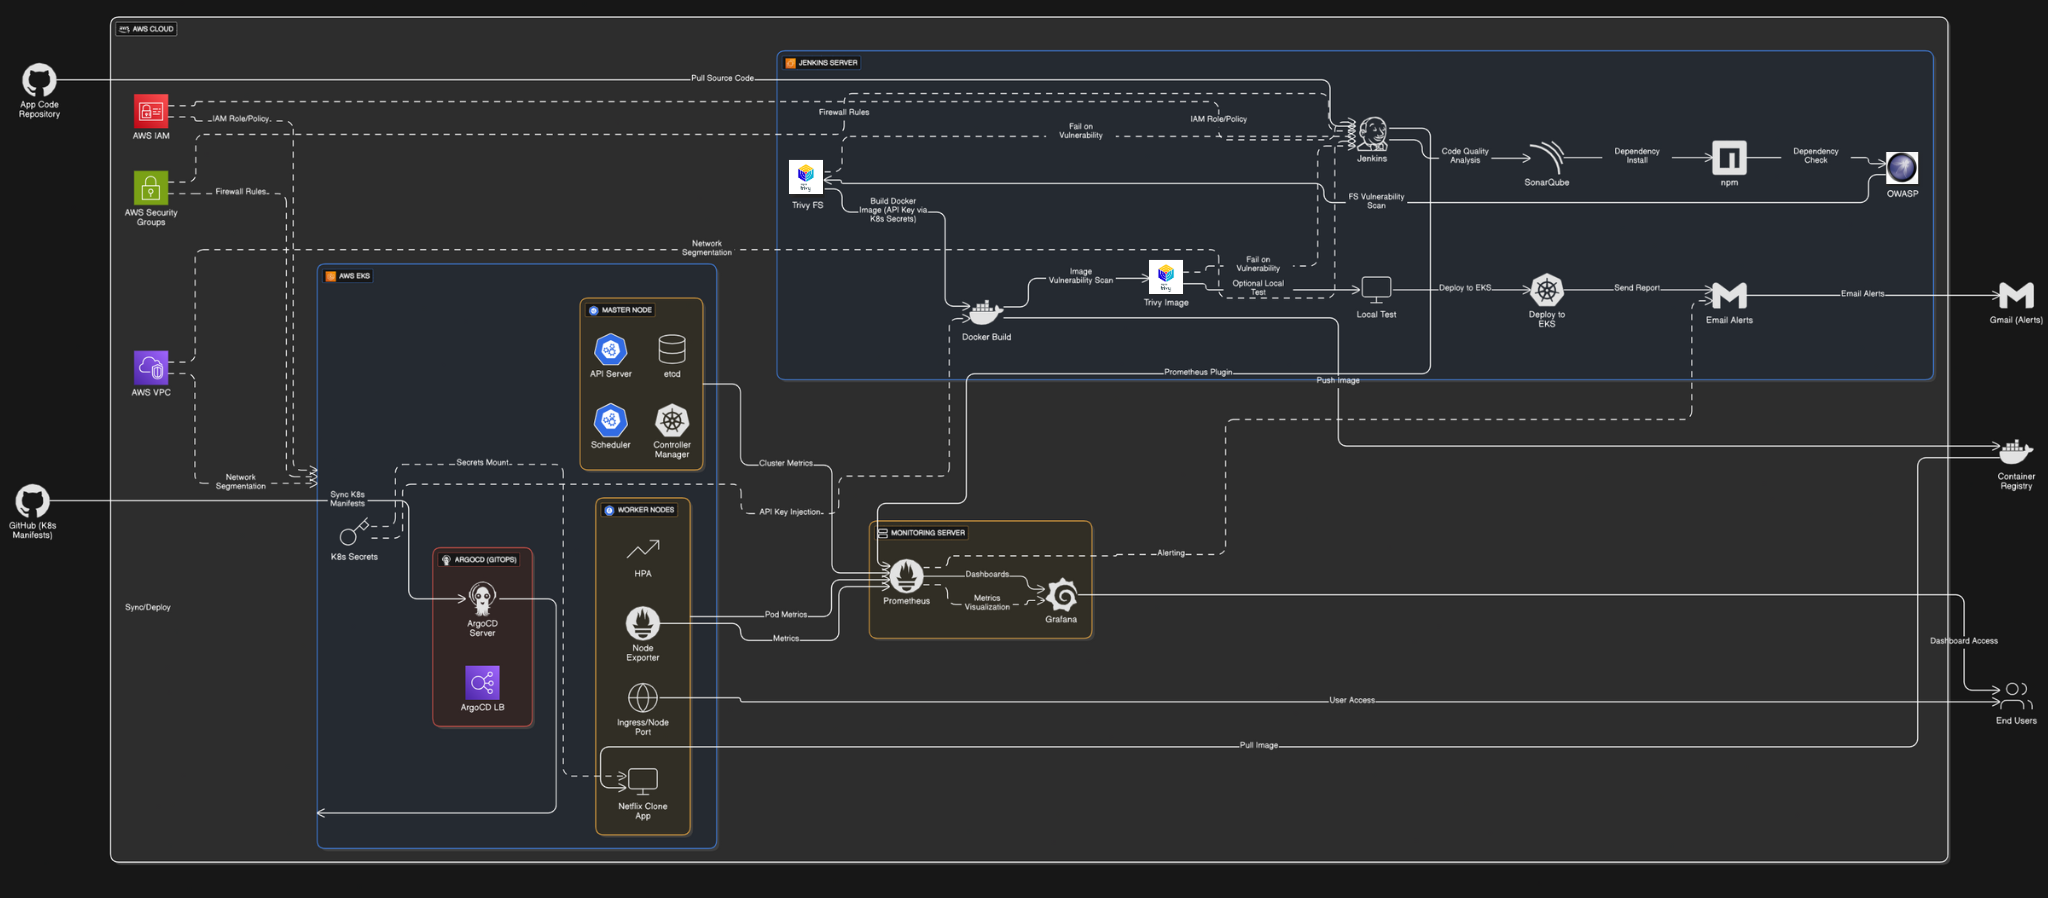 aws AWS CLOUD
JENKINS SERVER
Pull Source Code
App Code
Repository
AWS IAM
IAM Role/Policy
Firewall Rules
IAM Role/Policy
Fail on
Vulnerability
Jenkins
Code Quality
Analysis
SonarQube
Dependency
Install
npm
Dependency
Check
OWASP
AWS Security
Groups
Firewall Rules
Trivy FS
Build Docker
Image (API Key via
K8s Secrets)
FS Vulnerability
Scan
Network
Segmentation
AWS EKS
Image
Vulnerability Scan
Trivy Image
Fail on
Vulnerability
Optional Local
Test
Local Test
Deploy to EKS
Deploy to
EKS
Send Report
Email Alerts
Email Alerts
Gmail (Alerts)
MASTER NODE
API Server
etcd
Scheduler
Controller
Manager
Docker Build
AWS VPC
Prometheus Plugin
Push Image
Container
Registry
Secrets Mount
Cluster Metrics
Network
Segmentation
Sync K8s
Manifests
GitHub (K8s
Manifests)
K8s Secrets
API Key Injection
WORKER NODES
HPA
MONITORING SERVER
Alerting
ARGOCD (GITOPS)
ArgoCD
Server
ArgoCD LB
Prometheus
Dashboards
Metrics
Visualization
Grafana
Sync/Deploy
Pod Metrics
Metrics
Node
Exporter
Dashboard Access
Ingress/Node
Port
User Access
End Users
Pull Image
Netflix Clone
App